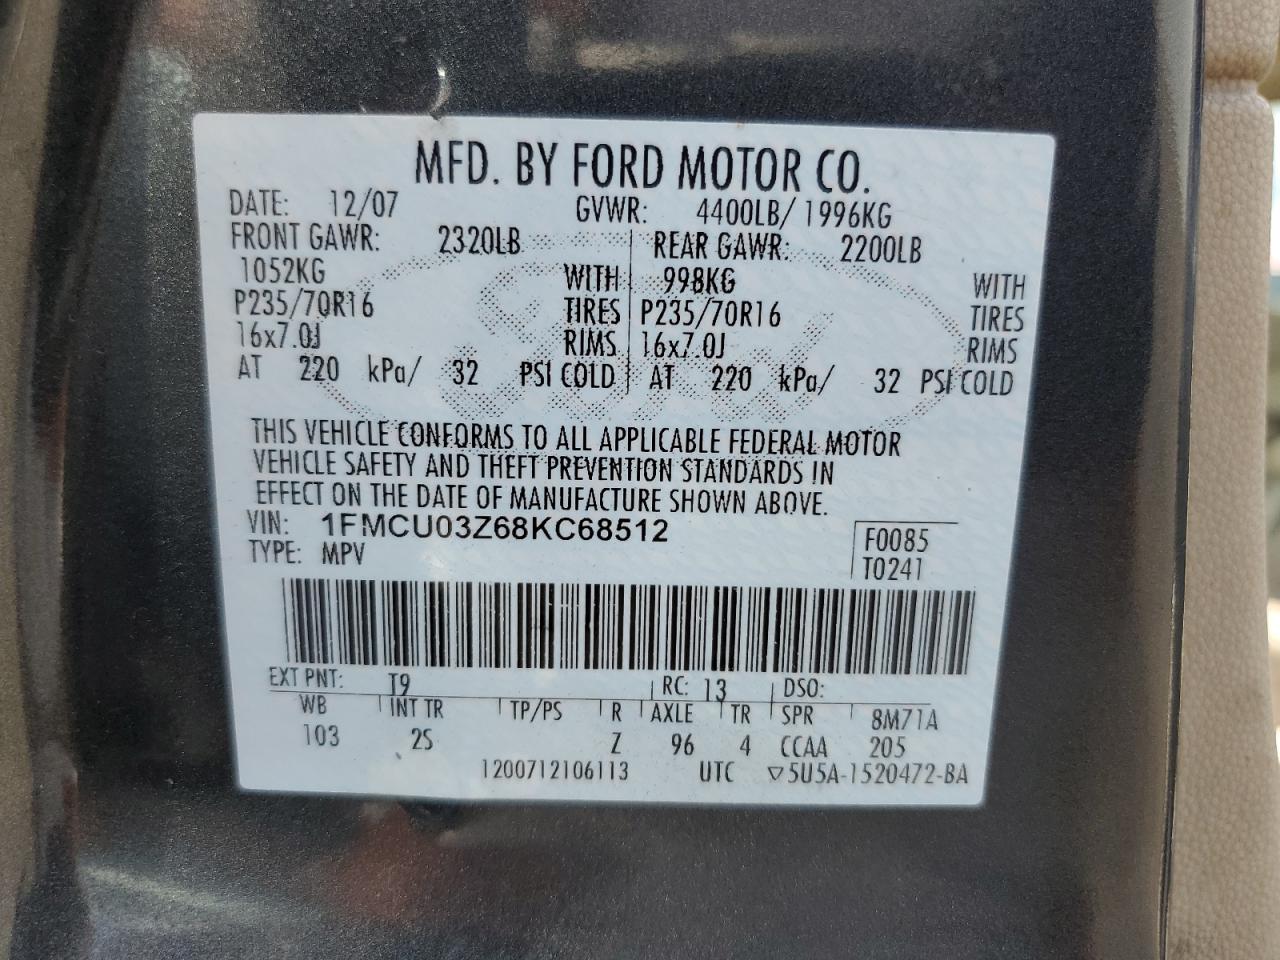 MFD. BY FORD MOTOR CO.
DATE: 12/07 GVWR: 4400LB/ 1996KG
FRONT GAWR: 2320LB REAR GAWR: 2200LB
1052KG WITH 998KG WITH
P235/70R16 TIRES P235/70R16 TIRES
16x7.0J RIMS 16x7.0J RIMS
AT 220 kPa/ 32 PSI COLD AT 220 kPa/ 32 PSI COLD
THIS VEHICLE CONFORMS TO ALL APPLICABLE FEDERAL MOTOR
VEHICLE SAFETY AND THEFT PREVENTION STANDARDS IN
EFFECT ON THE DATE OF MANUFACTURE SHOWN ABOVE.
VIN: 1FMCU03Z68KC68512 F0085
TYPE: MPV T0241
EXT PNT: T9 RC: 13 DSO:
WB INT TR TP/PS R AXLE TR SPR 8M71A
103 2S Z 96 4 CCAA 205
1200712106113 UTC ▽5U5A-1520472-BA